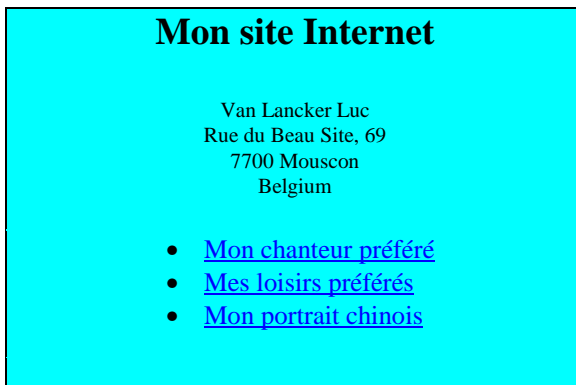 Mon site Internet
Van Lancker Luc
Rue du Beau Site, 69
7700 Mouscon
Belgium
• Mon chanteur préféré
• Mes loisirs préférés
• Mon portrait chinois